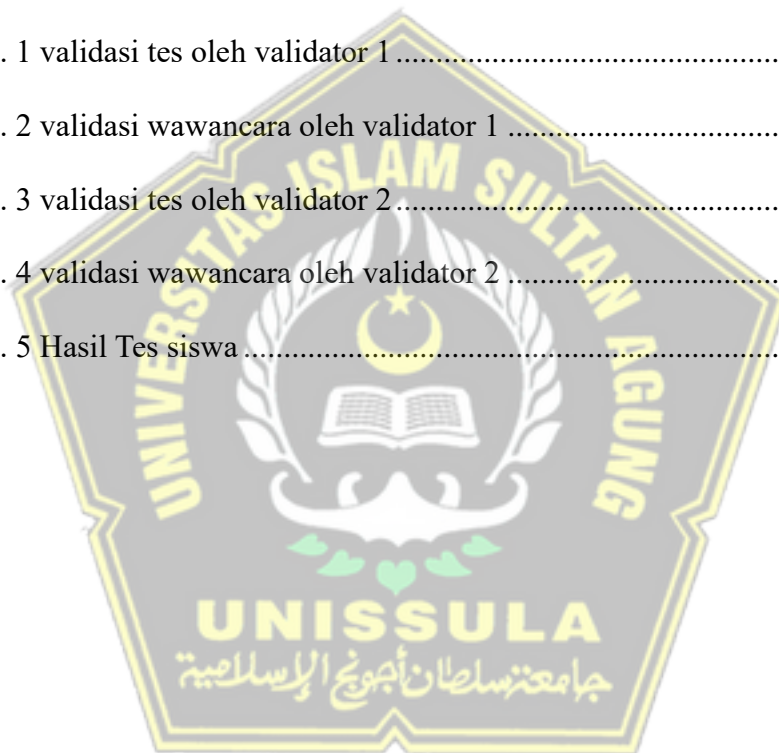 . 1 validasi tes oleh validator 1 ................................................
. 2 validasi wawancara oleh validator 1 ..................................
. 3 validasi tes oleh validator 2 ................................................
. 4 validasi wawancara oleh validator 2 ..................................
. 5 Hasil Tes siswa ...................................................................
UNIVERSITAS ISLAM SULTAN AGUNG
UNISSULA
جامعة سلطان أجونج الإسلامية